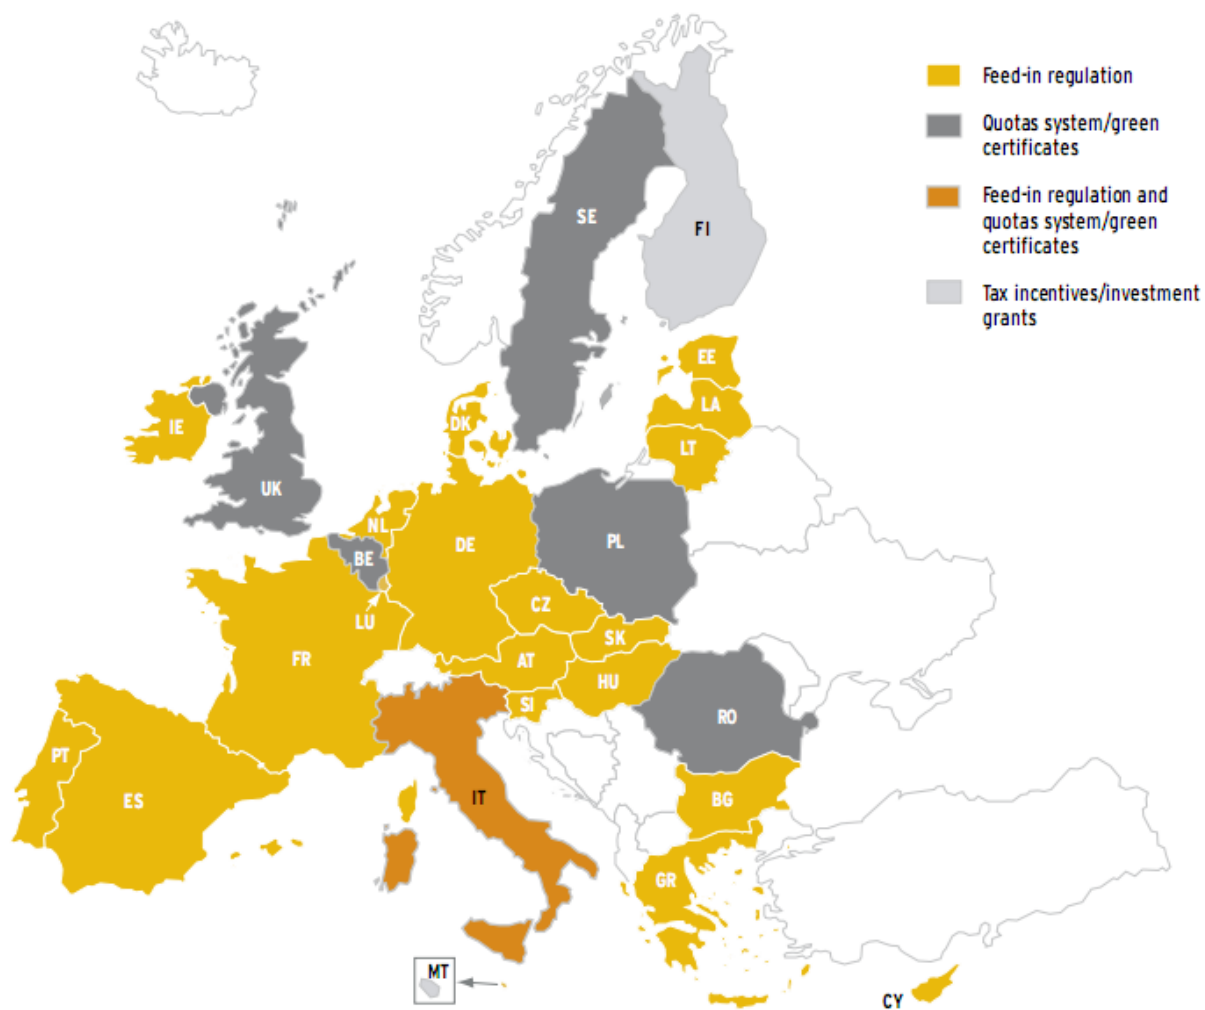 Feed-in regulation
Quotas system/green
certificates
Feed-in regulation and
quotas system/green
certificates
Tax incentives/investment
grants
SE
FI
EE
LA
LT
DK
IE
UK
NL
BE
DE
PL
LU
CZ
SK
FR
AT
HU
SI
RO
PT
ES
IT
BG
GR
MT
CY